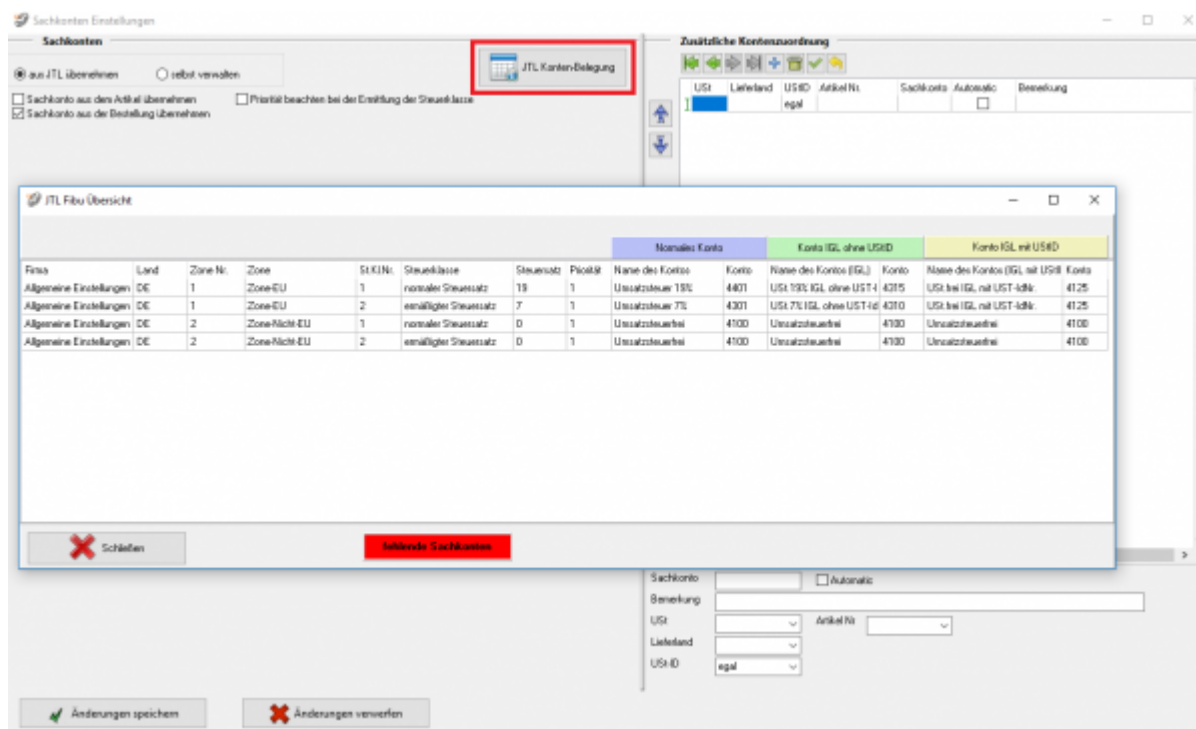 Sachkonten Einstellungen
Sachkonten
aus JTL übernehmen
selbst verwalten
JTL Konten-Belegung
Sachkonto aus dem Artikel übernehmen
Priorität beachten bei der Ermittlung der Steuerklasse
Sachkonto aus der Bestellung übernehmen
Zusätzliche Kontenzuordnung
USt Lieferland UStID Artikel Nr. Sachkonto Automatic Bemerkung
egal
JTL Fibu Übersicht
Normales Konto Konto IGL ohne UStID Konto IGL mit UStID
Firma Land Zone Nr. Zone St.Kl.Nr. Steuerklasse Steuersatz Priorität Name des Kontos Konto Name des Kontos (IGL) Konto Name des Kontos (IGL mit UStI Konto
Allgemeine Einstellungen DE 1 Zone-EU 1 normaler Steuersatz 19 1 Umsatzsteuer 19% 4401 USt.19% IGL ohne UST-I 4315 USt.frei IGL mit UST-IdNr. 4125
Allgemeine Einstellungen DE 1 Zone-EU 2 ermäßigter Steuersatz 7 1 Umsatzsteuer 7% 4301 USt.7% IGL ohne UST-Id 4310 USt.frei IGL mit UST-IdNr. 4125
Allgemeine Einstellungen DE 2 Zone-Nicht-EU 1 normaler Steuersatz 0 1 Umsatzsteuerfrei 4100 Umsatzsteuerfrei 4100 Umsatzsteuerfrei 4100
Allgemeine Einstellungen DE 2 Zone-Nicht-EU 2 ermäßigter Steuersatz 0 1 Umsatzsteuerfrei 4100 Umsatzsteuerfrei 4100 Umsatzsteuerfrei 4100
Schließen
fehlende Sachkonten
Sachkonto
Automatic
Bemerkung
USt
Artikel Nr
Lieferland
USt-ID
egal
Änderungen speichern
Änderungen verwerfen